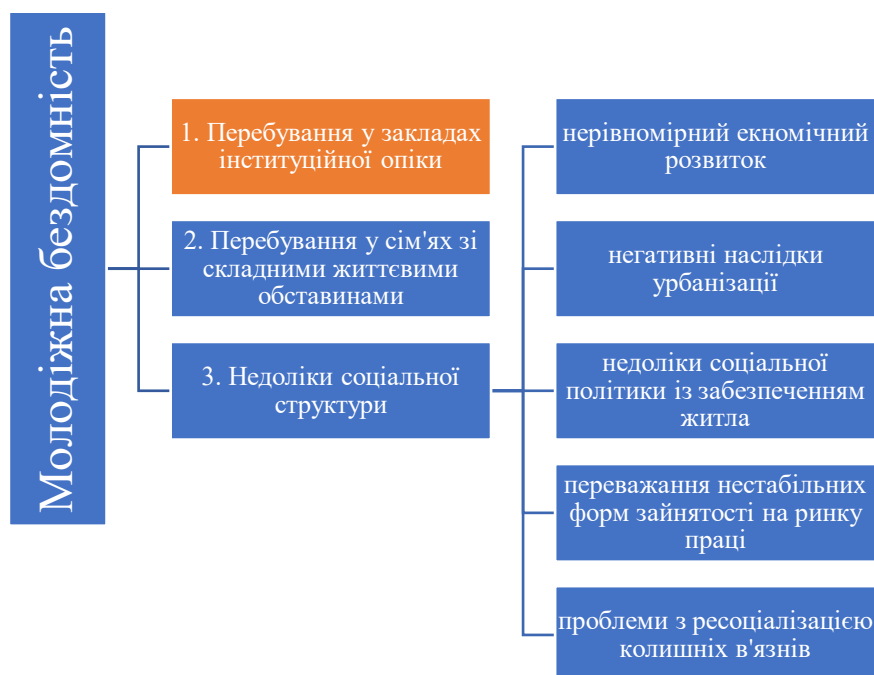 Молодіжна бездомність
1. Перебування у закладах
інституційної опіки
2. Перебування у сім'ях зі
складними життєвими
обставинами
3. Недоліки соціальної
структури
нерівномірний екномічний
розвиток
негативні наслідки
урбанізації
недоліки соціальної
політики із забезпеченням
житла
переважання нестабільних
форм зайнятості на ринку
праці
проблеми з ресоціалізацією
колишніх в'язнів